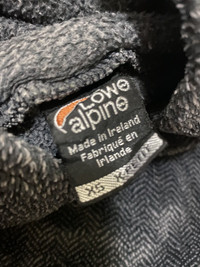 Lowe
alpine
Made in Ireland
Fabriqué en
Irlande
XS